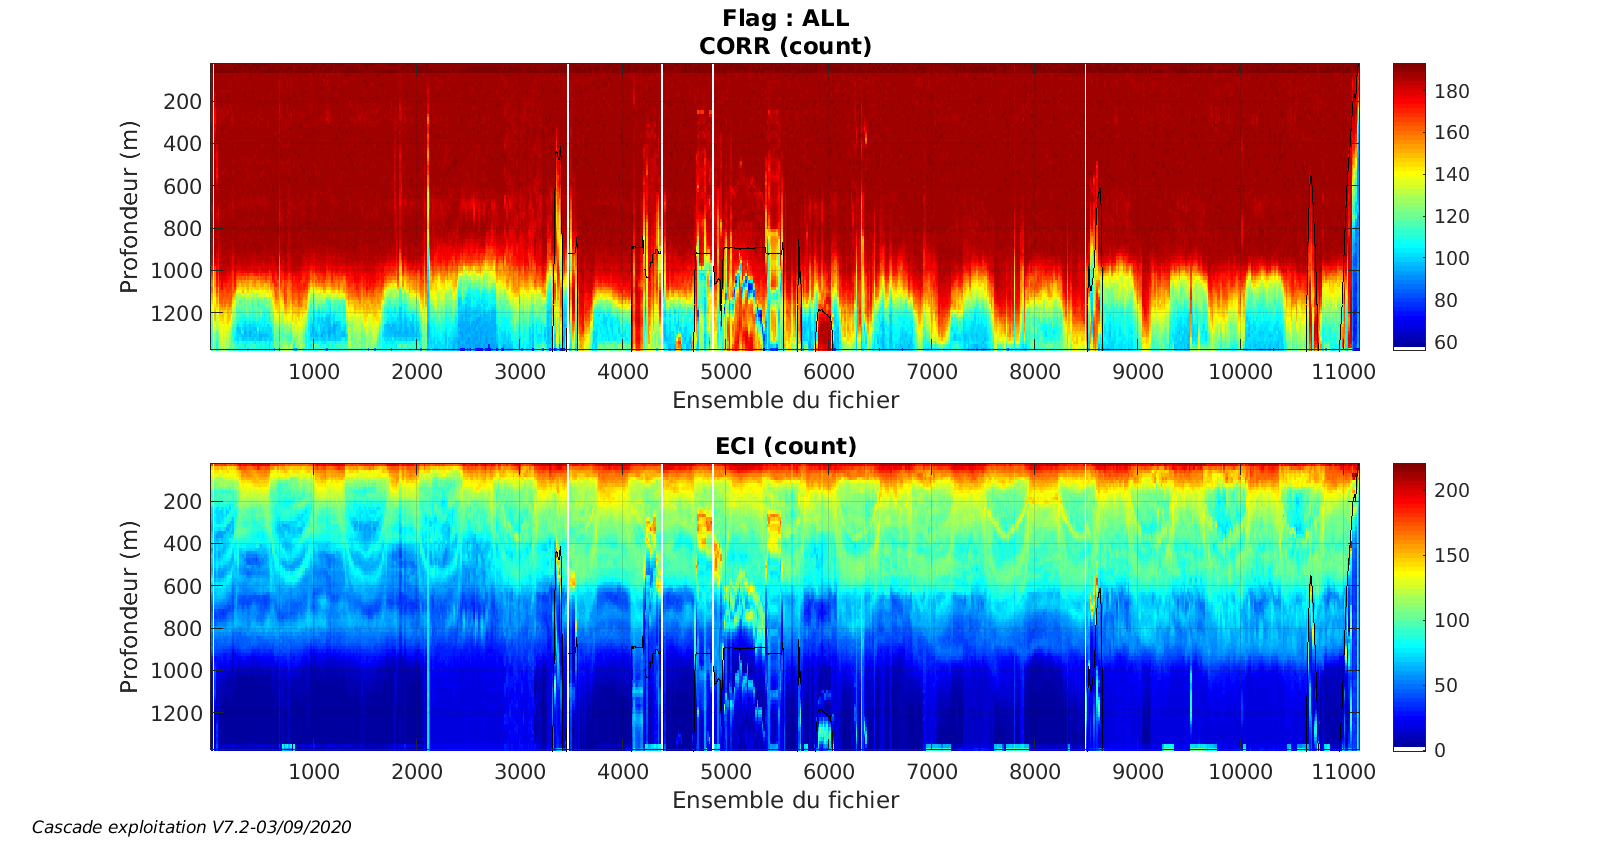 Flag : ALL
CORR (count)
Profondeur (m)
200
400
600
800
1000
1200
1000 2000 3000 4000 5000 6000 7000 8000 9000 10000 11000
Ensemble du fichier
180
160
140
120
100
80
60
ECI (count)
Profondeur (m)
200
400
600
800
1000
1200
1000 2000 3000 4000 5000 6000 7000 8000 9000 10000 11000
Ensemble du fichier
200
150
100
50
0
Cascade exploitation V7.2-03/09/2020